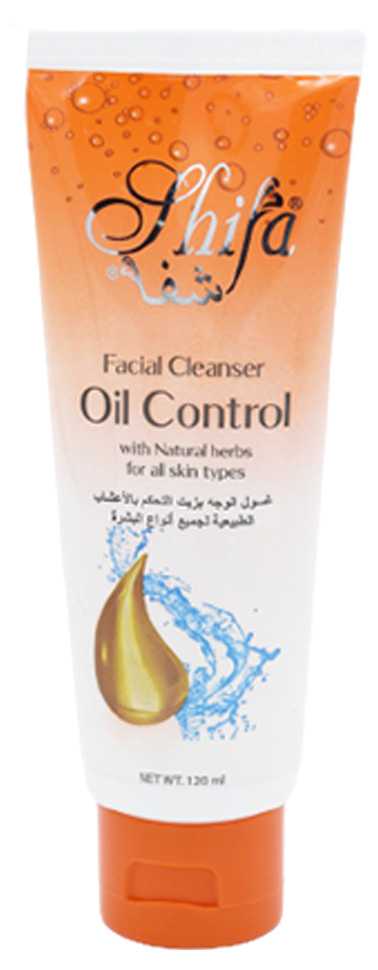 Shifa®
شفا®
Facial Cleanser
Oil Control
with Natural herbs
for all skin types
غسول الوجه بزيت التحكم بالأعشاب
الطبيعية لجميع أنواع البشرة
NET WT. 120 ml